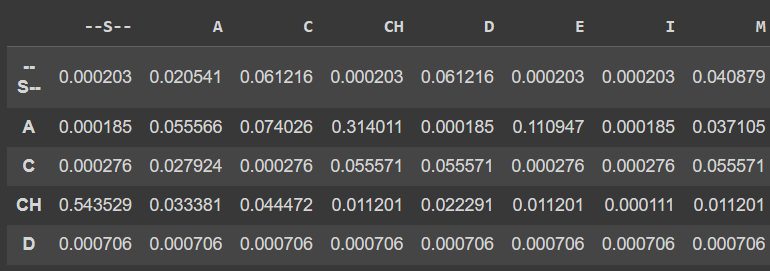 --S-- A C CH D E I M
--S-- 0.000203 0.020541 0.061216 0.000203 0.061216 0.000203 0.000203 0.040879
A 0.000185 0.055566 0.074026 0.314011 0.000185 0.110947 0.000185 0.037105
C 0.000276 0.027924 0.000276 0.055571 0.055571 0.000276 0.000276 0.055571
CH 0.543529 0.033381 0.044472 0.011201 0.022291 0.011201 0.000111 0.011201
D 0.000706 0.000706 0.000706 0.000706 0.000706 0.000706 0.000706 0.000706